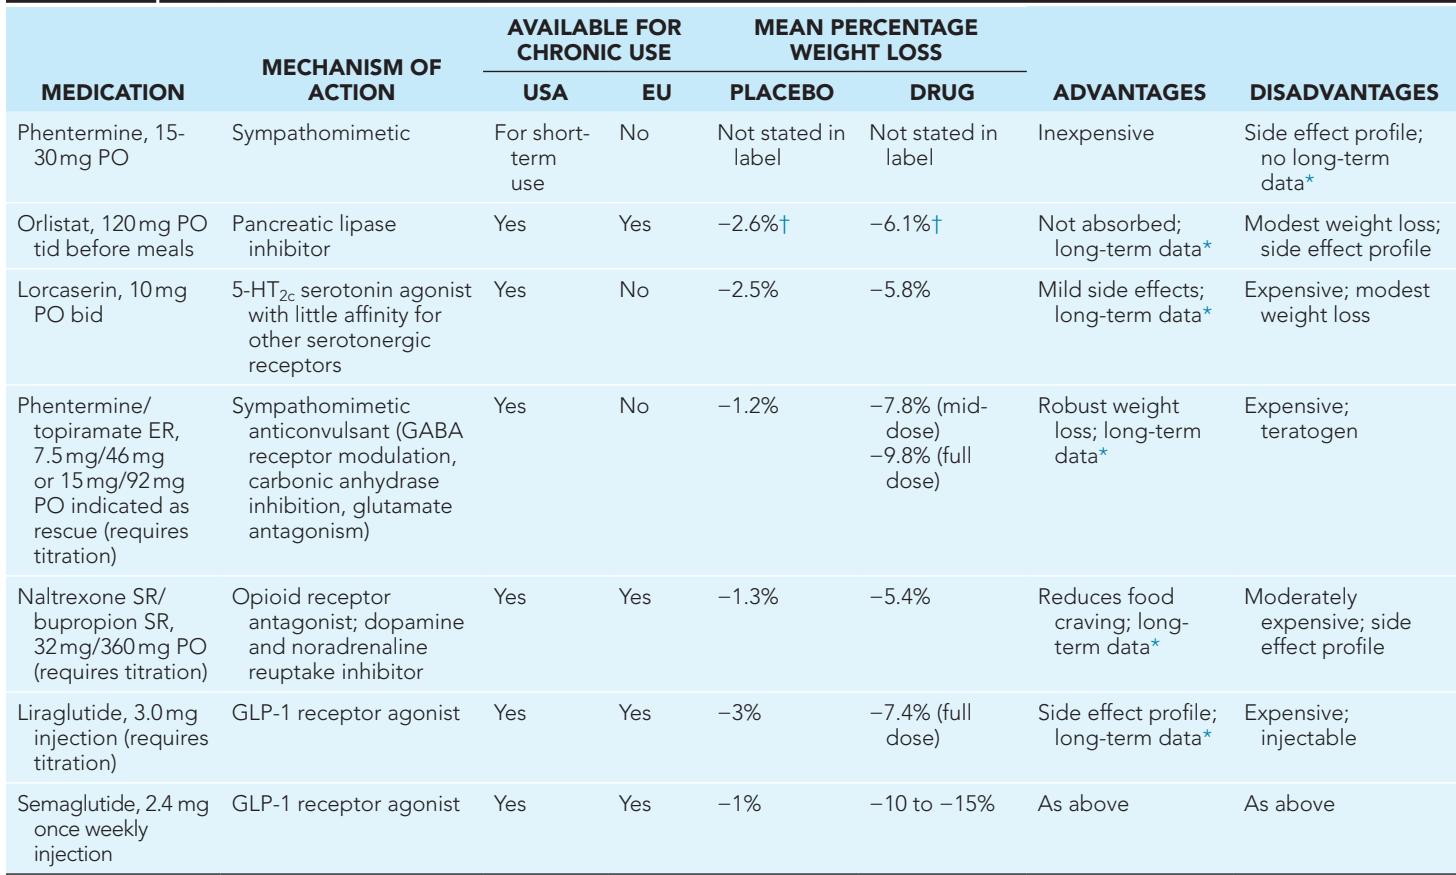 AVAILABLE FOR CHRONIC USE
MEAN PERCENTAGE WEIGHT LOSS
MEDICATION
MECHANISM OF ACTION
USA
EU
PLACEBO
DRUG
ADVANTAGES
DISADVANTAGES
Phentermine, 15-
30 mg PO
Sympathomimetic
For short-
term
use
No
Not stated in
label
Not stated in
label
Inexpensive
Side effect profile;
no long-term
data*
Orlistat, 120 mg PO
tid before meals
Pancreatic lipase
inhibitor
Yes
Yes
−2.6%†
−6.1%†
Not absorbed;
long-term data*
Modest weight loss;
side effect profile
Lorcaserin, 10 mg
PO bid
5-HT2c serotonin agonist
with little affinity for
other serotonergic
receptors
Yes
No
−2.5%
−5.8%
Mild side effects;
long-term data*
Expensive; modest
weight loss
Phentermine/
topiramate ER,
7.5 mg/46 mg
or 15 mg/92 mg
PO indicated as
rescue (requires
titration)
Sympathomimetic
anticonvulsant (GABA
receptor modulation,
carbonic anhydrase
inhibition, glutamate
antagonism)
Yes
No
−1.2%
−7.8% (mid-
dose)
−9.8% (full
dose)
Robust weight
loss; long-term
data*
Expensive;
teratogen
Naltrexone SR/
bupropion SR,
32 mg/360 mg PO
(requires titration)
Opioid receptor
antagonist; dopamine
and noradrenaline
reuptake inhibitor
Yes
Yes
−1.3%
−5.4%
Reduces food
craving; long-
term data*
Moderately
expensive; side
effect profile
Liraglutide, 3.0 mg
injection (requires
titration)
GLP-1 receptor agonist
Yes
Yes
−3%
−7.4% (full
dose)
Side effect profile;
long-term data*
Expensive;
injectable
Semaglutide, 2.4 mg
once weekly
injection
GLP-1 receptor agonist
Yes
Yes
−1%
−10 to −15%
As above
As above